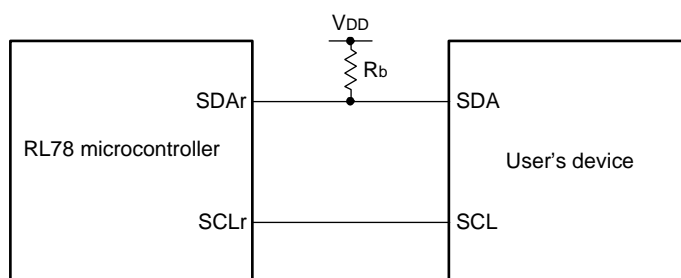 VDD
Rb
SDAr
SDA
RL78 microcontroller
User's device
SCLr
SCL